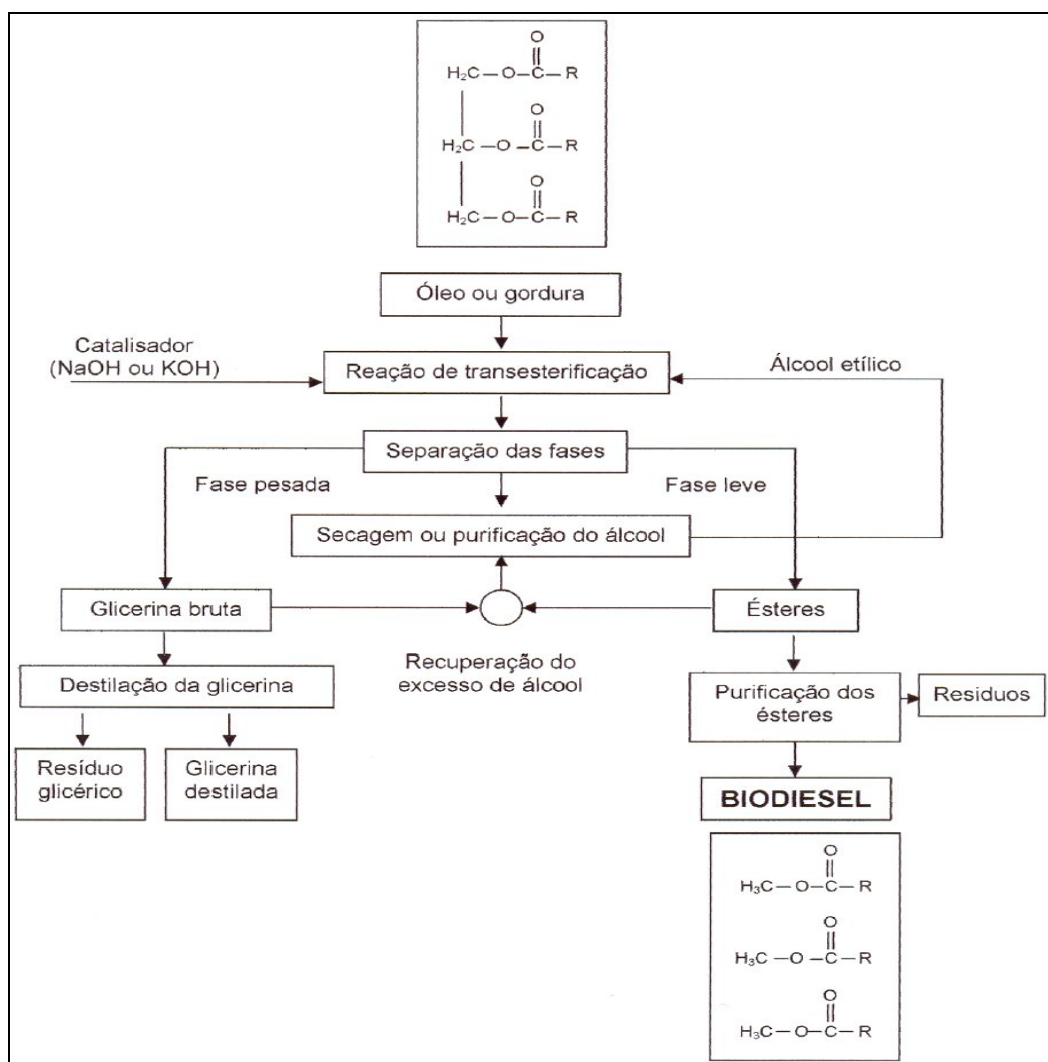 O
H₂C – O – C – R
O
H₂C – O – C – R
O
H₂C – O – C – R
Óleo ou gordura
Catalisador
(NaOH ou KOH)
Reação de transesterificação
Álcool etílico
Separação das fases
Fase pesada
Fase leve
Secagem ou purificação do álcool
Glicerina bruta
Ésteres
Recuperação do
excesso de álcool
Destilação da glicerina
Purificação dos
ésteres
Residuos
Resíduo
glicérico
Glicerina
destilada
BIODIESEL
O
H₃C – O – C – R
O
H₃C – O – C – R
O
H₃C – O – C – R